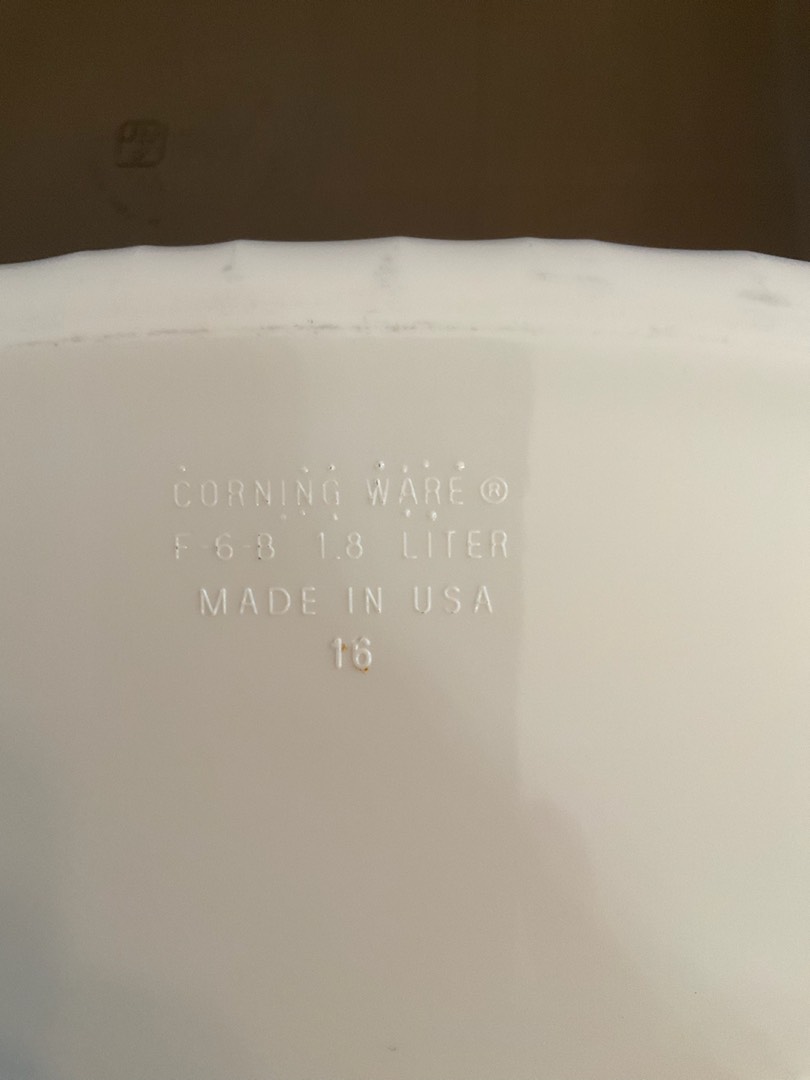 CORNING WARE ®
F-6-B 1.8 LITER
MADE IN USA
16